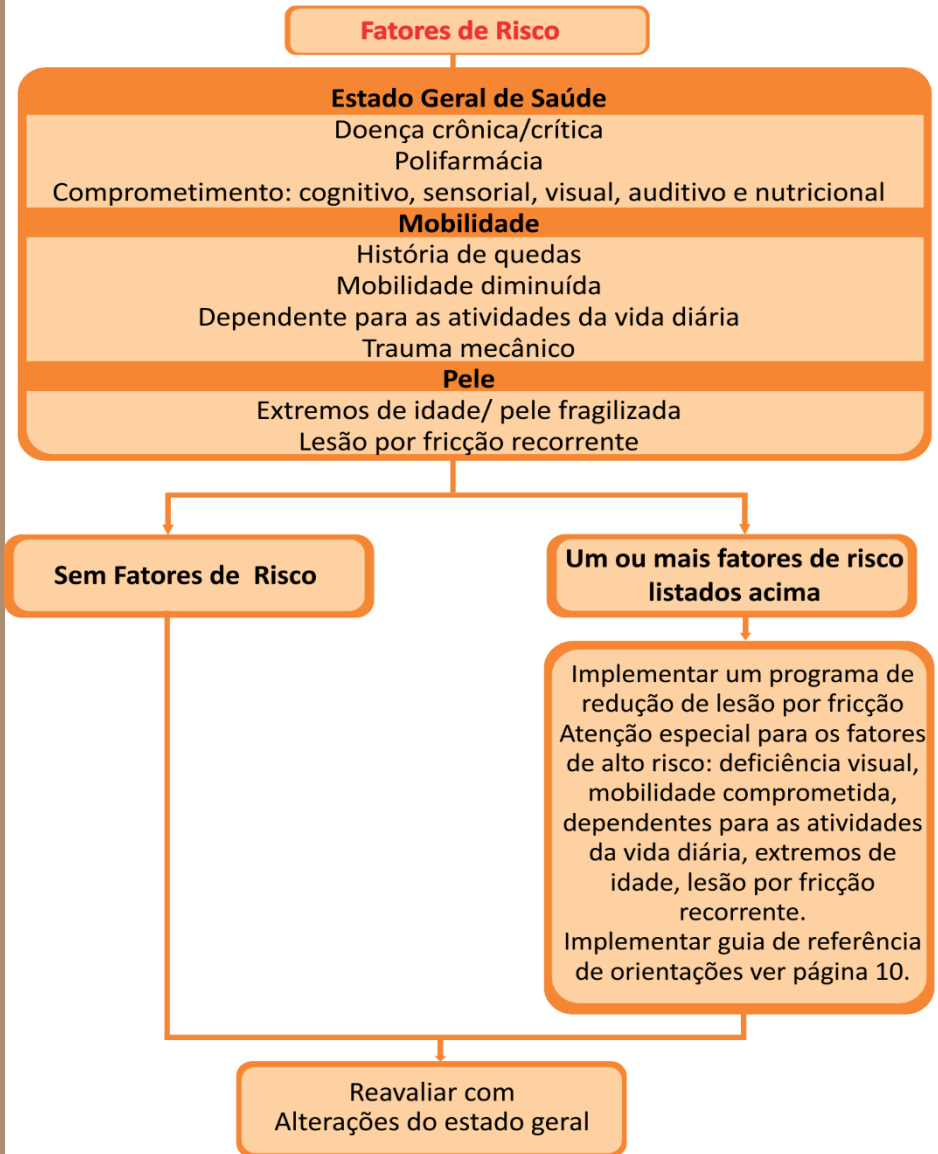 Fatores de Risco
Estado Geral de Saúde
Doença crônica/crítica
Polifarmácia
Comprometimento: cognitivo, sensorial, visual, auditivo e nutricional
Mobilidade
História de quedas
Mobilidade diminuída
Dependente para as atividades da vida diária
Trauma mecânico
Pele
Extremos de idade/ pele fragilizada
Lesão por fricção recorrente
Sem Fatores de Risco
Um ou mais fatores de risco
listados acima
Implementar um programa de
redução de lesão por fricção
Atenção especial para os fatores
de alto risco: deficiência visual,
mobilidade comprometida,
dependentes para as atividades
da vida diária, extremos de
idade, lesão por fricção
recorrente.
Implementar guia de referência
de orientações ver página 10.
Reavaliar com
Alterações do estado geral